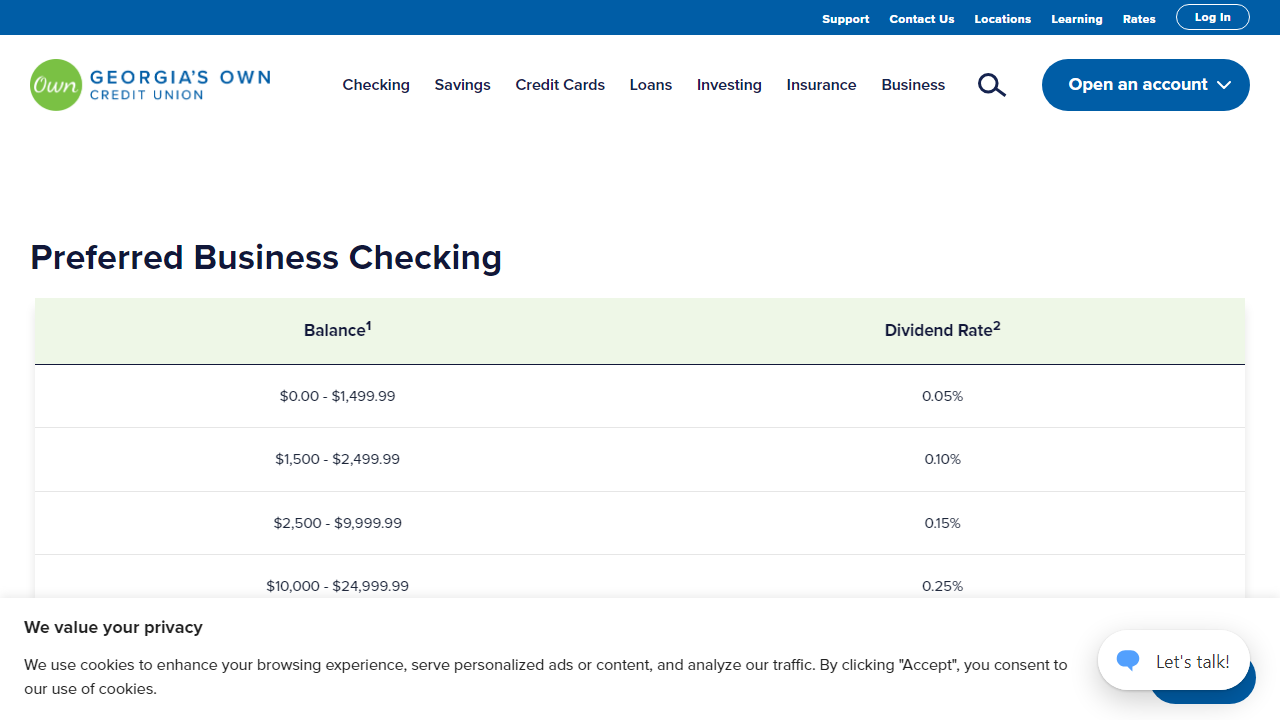 Support Contact Us Locations Learning Rates Log In
Own GEORGIA'S OWN
CREDIT UNION
Checking Savings Credit Cards Loans Investing Insurance Business Open an account
Preferred Business Checking
Balance1 Dividend Rate2
$0.00 - $1,499.99 0.05%
$1,500 - $2,499.99 0.10%
$2,500 - $9,999.99 0.15%
$10,000 - $24,999.99 0.25%
We value your privacy
We use cookies to enhance your browsing experience, serve personalized ads or content, and analyze our traffic. By clicking "Accept", you consent to
our use of cookies.
Let's talk!